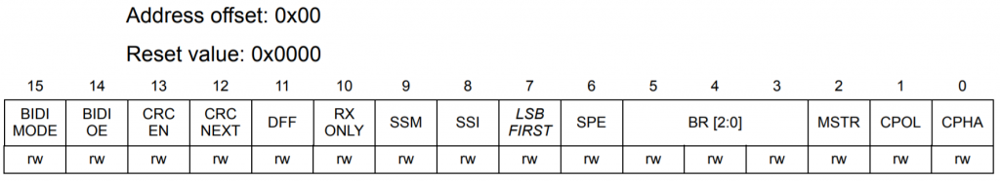 Address offset: 0x00
Reset value: 0x0000
15 14 13 12 11 10 9 8 7 6 5 4 3 2 1 0
BIDI MODE BIDI OE CRC EN CRC NEXT DFF RX ONLY SSM SSI LSB FIRST SPE BR [2:0] MSTR CPOL CPHA
rw rw rw rw rw rw rw rw rw rw rw rw rw rw rw rw